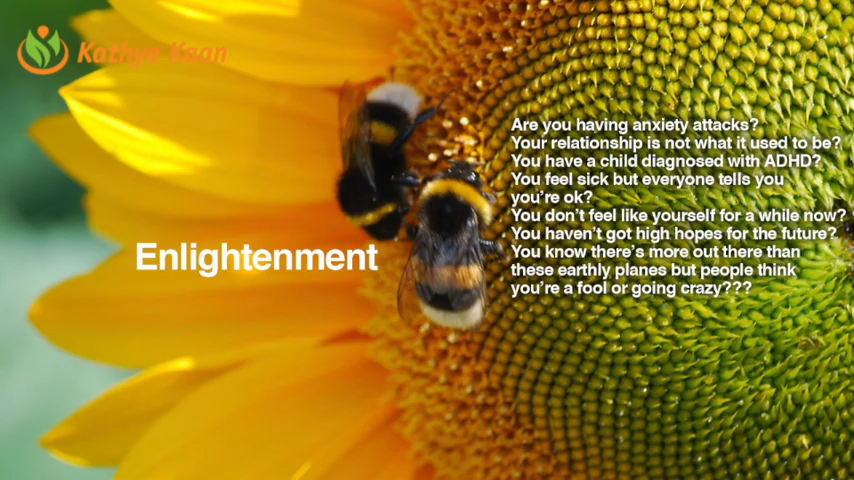 Kathye Kaan
Enlightenment
Are you having anxiety attacks?
Your relationship is not what it used to be?
You have a child diagnosed with ADHD?
You feel sick but everyone tells you
you're ok?
You don't feel like yourself for a while now?
You haven't got high hopes for the future?
You know there's more out there than
these earthly planes but people think
you're a fool or going crazy???